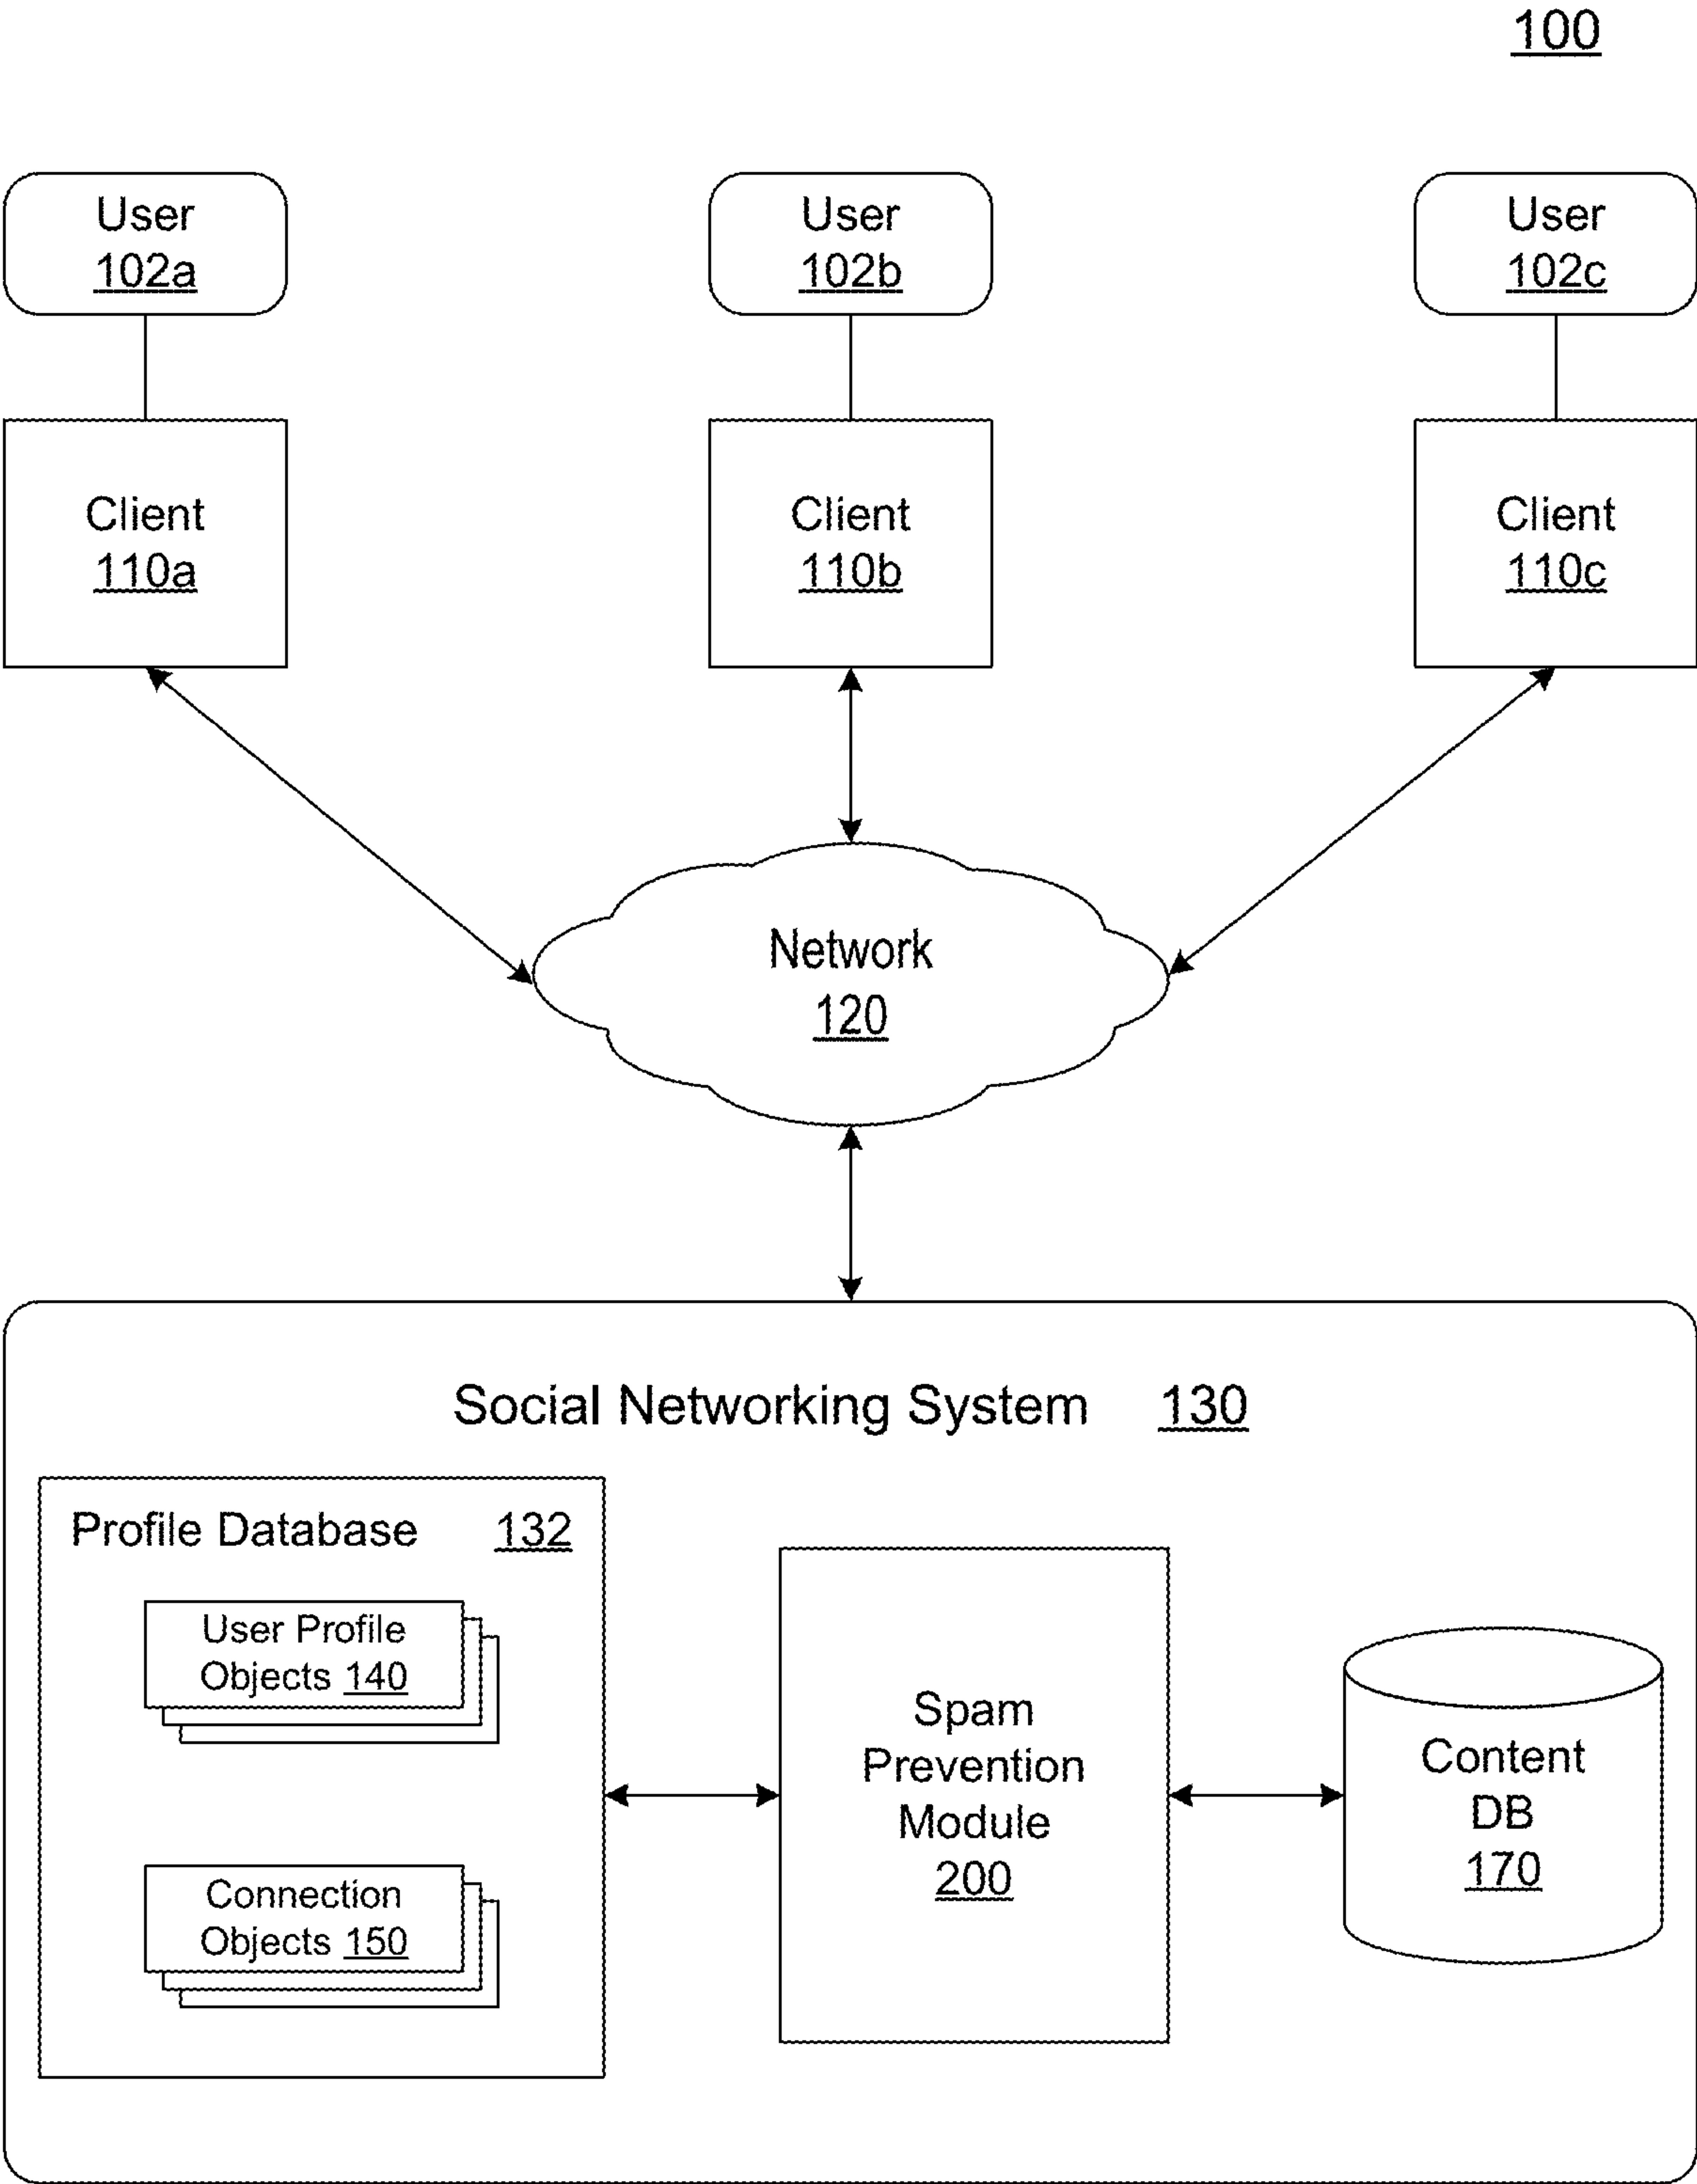 100
User
102a
User
102b
User
102c
Client
110a
Client
110b
Client
110c
Network
120
Social Networking System 130
Profile Database 132
User Profile
Objects 140
Connection
Objects 150
Spam
Prevention
Module
200
Content
DB
170